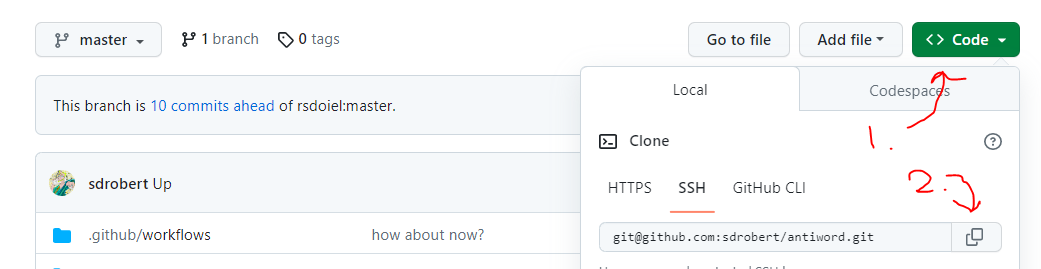 master
1 branch
0 tags
Go to file
Add file
<> Code
This branch is 10 commits ahead of rsdoiel:master.
Local
Codespaces
1.
Clone
sdrobert Up
HTTPS
SSH
GitHub CLI
2.
.github/workflows
how about now?
git@github.com:sdrobert/antiword.git